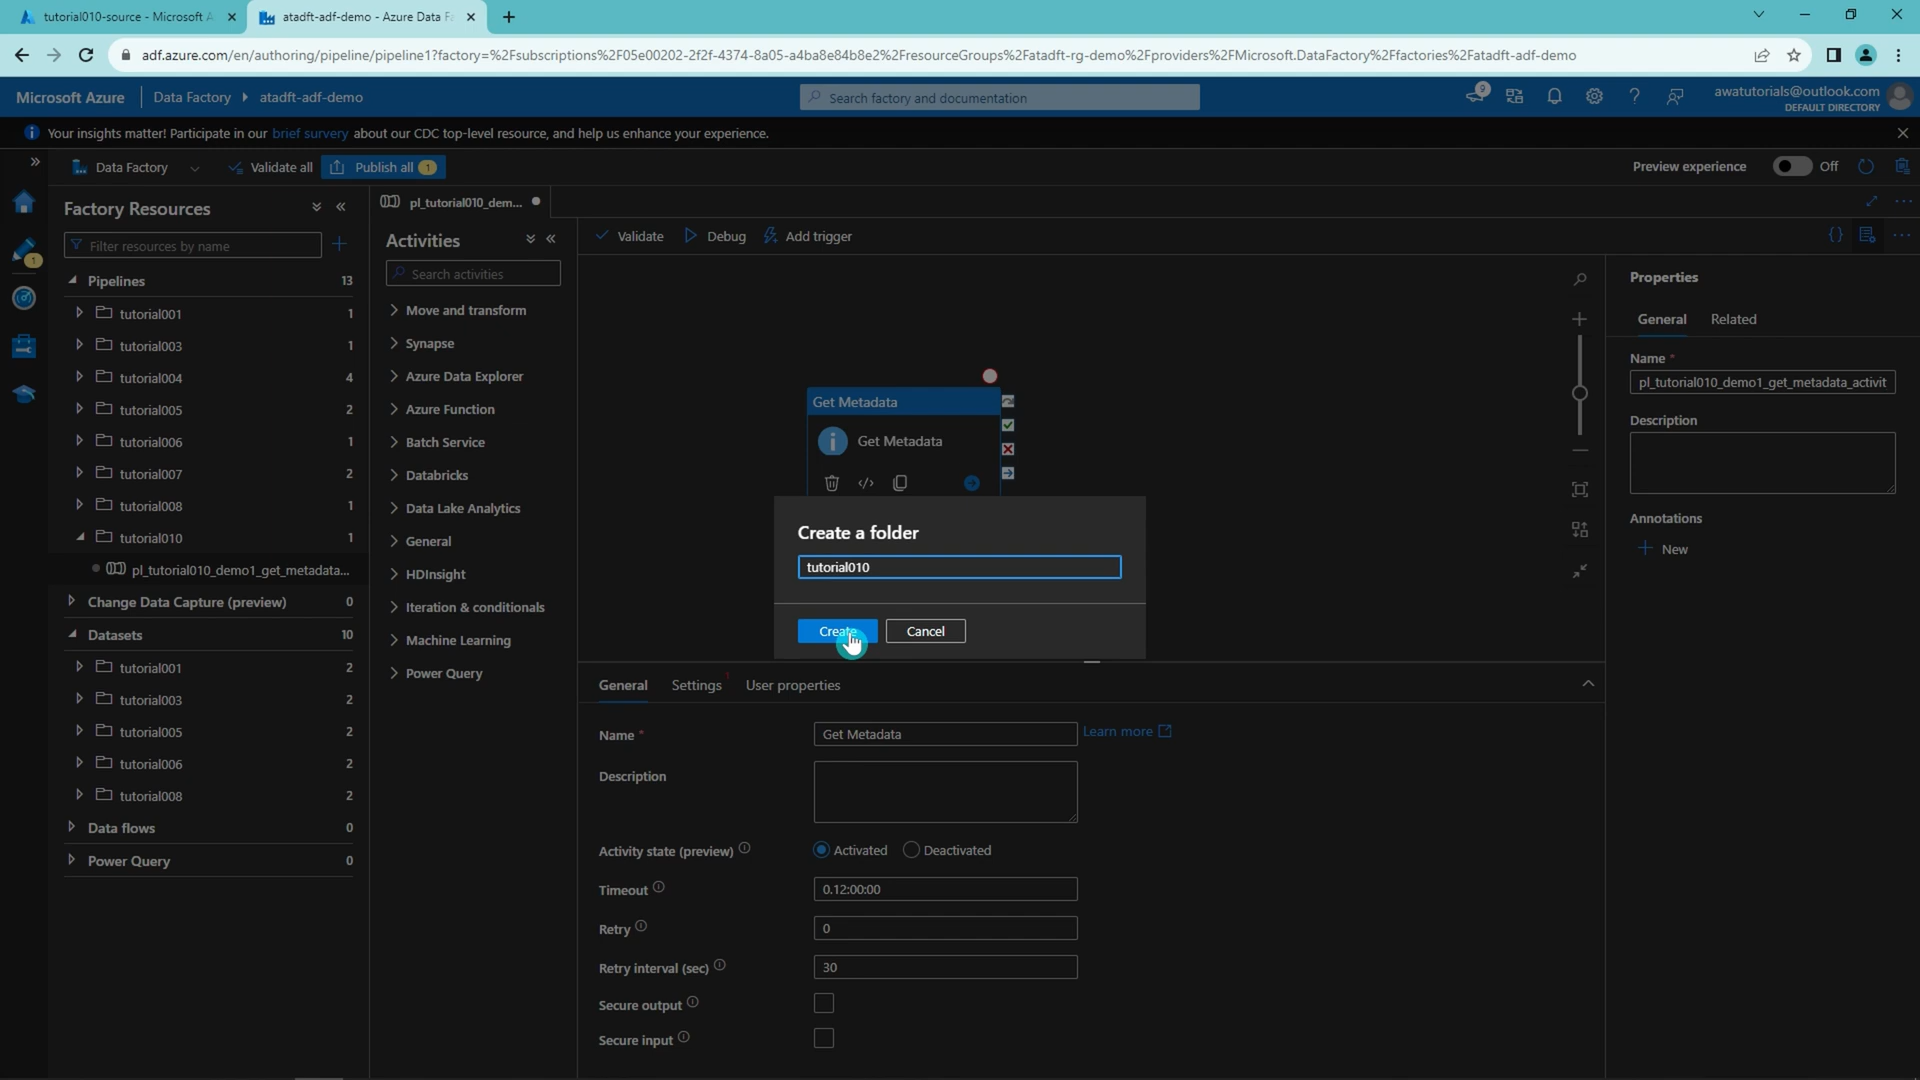 tutorial010-source - Microsoft A
atadft-adf-demo - Azure Data Fa
adf.azure.com/en/authoring/pipeline/pipeline1?factory=%2Fsubscriptions%2F05e00202-2f2f-4374-8a05-a4ba8e84b8e2%2FresourceGroups%2Fatadft-rg-demo%2Fproviders%2FMicrosoft.DataFactory%2Ffactories%2Fatadft-adf-demo
Microsoft Azure
Data Factory
atadft-adf-demo
Search factory and documentation
9
awatutorials@outlook.com
DEFAULT DIRECTORY
Your insights matter! Participate in our brief survery about our CDC top-level resource, and help us enhance your experience.
Data Factory
Validate all
Publish all 1
Preview experience
Off
Factory Resources
Filter resources by name
1
Pipelines 13
tutorial001 1
tutorial003 1
tutorial004 4
tutorial005 2
tutorial006 1
tutorial007 2
tutorial008 1
tutorial010 1
pl_tutorial010_demo1_get_metadata...
Change Data Capture (preview) 0
Datasets 10
tutorial001 2
tutorial003 2
tutorial005 2
tutorial006 2
tutorial008 2
Data flows 0
Power Query 0
pl_tutorial010_dem...
Activities
Search activities
Move and transform
Synapse
Azure Data Explorer
Azure Function
Batch Service
Databricks
Data Lake Analytics
General
HDInsight
Iteration & conditionals
Machine Learning
Power Query
Validate
Debug
Add trigger
Get Metadata
Get Metadata
Create a folder
tutorial010
Create
Cancel
General
Settings
User properties
Name *
Get Metadata
Learn more
Description
Activity state (preview)
Activated
Deactivated
Timeout
0.12:00:00
Retry
0
Retry interval (sec)
30
Secure output
Secure input
Properties
General
Related
Name *
pl_tutorial010_demo1_get_metadata_activit
Description
Annotations
New